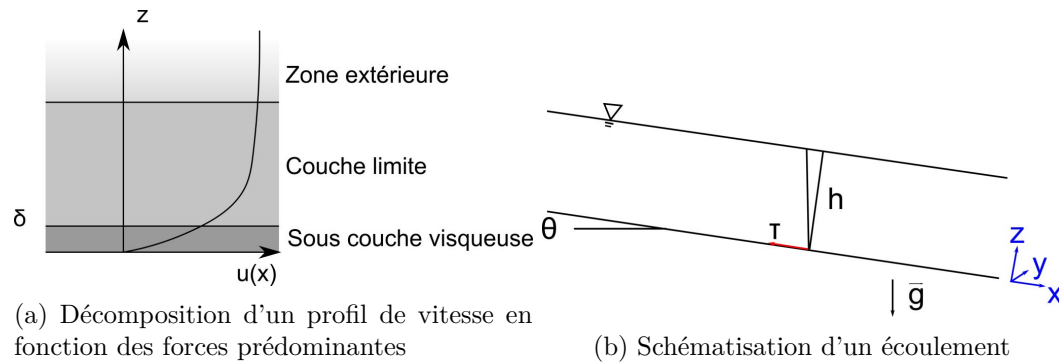 z
Zone extérieure
Couche limite
δ
Sous couche visqueuse
u(x)
(a) Décomposition d'un profil de vitesse en
fonction des forces prédominantes
h
θ
τ
g
z
y
x
(b) Schématisation d'un écoulement